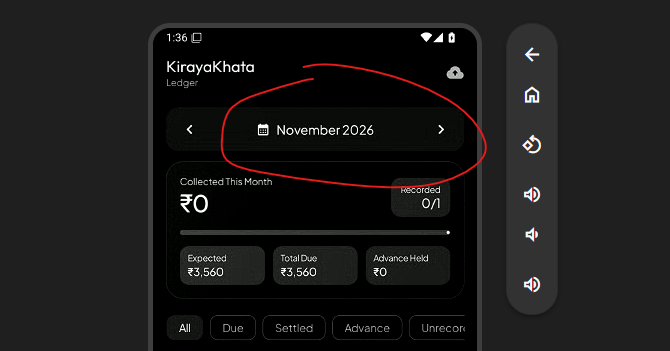 1:36
KirayaKhata
Ledger
November 2026
Collected This Month
₹0
Recorded
0/1
Expected
₹3,560
Total Due
₹3,560
Advance Held
₹0
All
Due
Settled
Advance
Unrecor